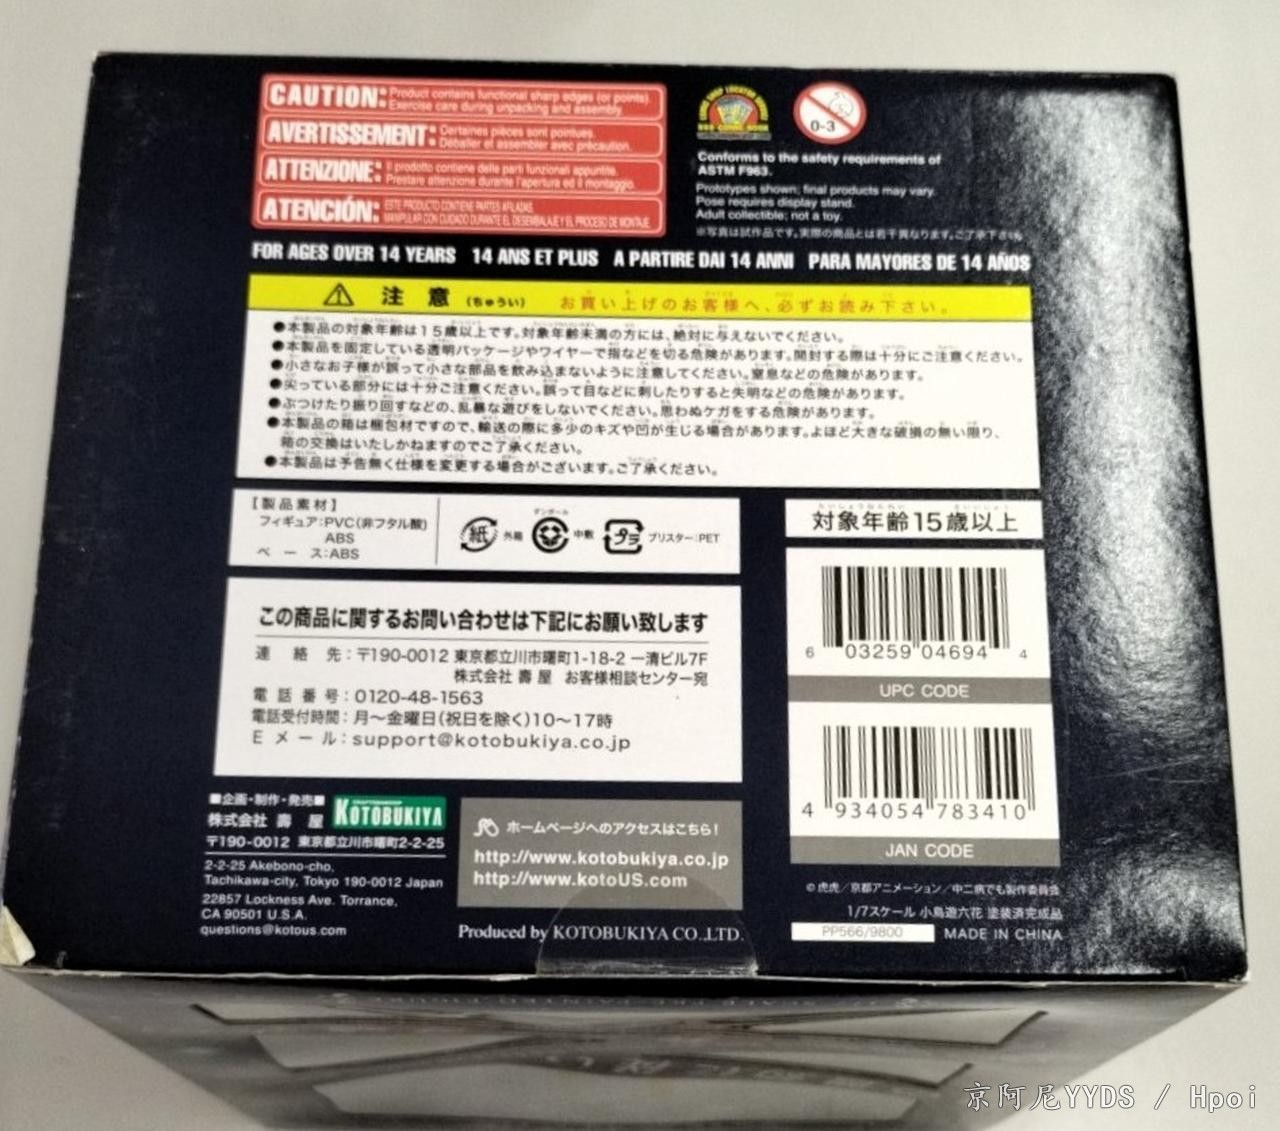 CAUTION: Product contains functional sharp edges (or points).
Exercise care during unpacking and assembly.
AVERTISSEMENT: Certaines pièces sont pointues.
Déballer et assembler avec précaution.
ATTENZIONE: Il prodotto contiene delle parti funzionali appuntite.
Prestare attenzione durante l'apertura ed il montaggio.
ATENCIÓN: ESTE PRODUCTO CONTIENE PARTES AFILADAS.
MANIPULAR CON CUIDADO DURANTE EL DESEMBALAJE Y EL PROCESO DE MONTAJE.
0-3
Conforms to the safety requirements of
ASTM F963.
Prototypes shown; final products may vary.
Pose requires display stand.
Adult collectible; not a toy.
※写真は試作品です。実際の商品とは若干異なります。ご了承下さい。
FOR AGES OVER 14 YEARS 14 ANS ET PLUS A PARTIRE DAI 14 ANNI PARA MAYORES DE 14 AÑOS
注意(ちゅうい) お買い上げのお客様へ、必ずお読み下さい。
●本製品の対象年齢は15歳以上です。対象年齢未満の方には、絶対に与えないでください。
●本製品を固定している透明パッケージやワイヤーで指などを切る危険があります。開封する際は十分にご注意ください。
●小さなお子様が誤って小さな部品を飲み込まないように注意してください。窒息などの危険があります。
●尖っている部分には十分ご注意ください。誤って目などに刺したりすると失明などの危険があります。
●ぶつけたり振り回すなどの、乱暴な遊びをしないでください。思わぬケガをする危険があります。
●本製品の箱は梱包材ですので、輸送の際に多少のキズや凹が生じる場合があります。よほど大きな破損の無い限り、
箱の交換はいたしかねますのでご了承ください。
●本製品は予告無く仕様を変更する場合がございます。ご了承ください。
【製品素材】
フィギュア:PVC(非フタル酸)
ABS
ベース:ABS
紙 外箱 ダンボール 中敷 プラ ブリスター:PET
対象年齢15歳以上
この商品に関するお問い合わせは下記にお願い致します
連絡先:〒190-0012 東京都立川市曙町1-18-2 一清ビル7F
株式会社 壽屋 お客様相談センター宛
電話番号:0120-48-1563
電話受付時間:月〜金曜日(祝日を除く)10〜17時
Eメール:support@kotobukiya.co.jp
6 03259 04694 4
UPC CODE
4 934054 783410
JAN CODE
■企画・制作・発売■
株式会社 壽屋
KOTOBUKIYA
〒190-0012 東京都立川市曙町2-2-25
2-2-25 Akebono-cho,
Tachikawa-city, Tokyo 190-0012 Japan
22857 Lockness Ave. Torrance,
CA 90501 U.S.A.
questions@kotous.com
ホームページへのアクセスはこちら!
http://www.kotobukiya.co.jp
http://www.kotoUS.com
Produced by KOTOBUKIYA CO.,LTD.
© 虎虎/京都アニメーション/中二病でも製作委員会
1/7スケール 小鳥遊六花 塗装済完成品
PP566/9800 MADE IN CHINA
京阿尼YYDS / Hpoi